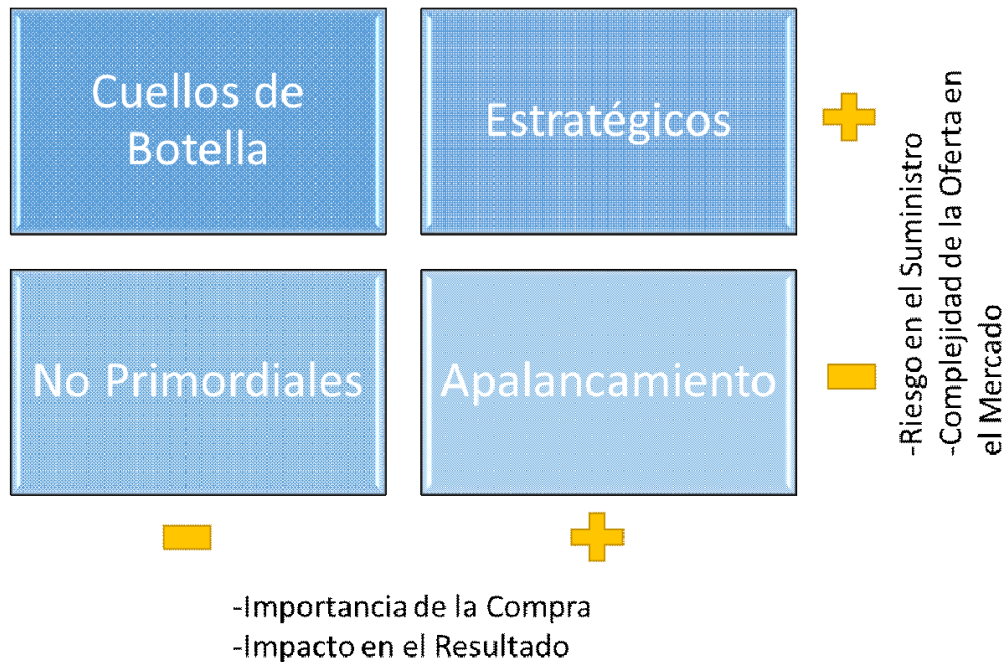 Cuellos de
Botella
Estratégicos
No Primordiales
Apalancamiento
-Riesgo en el Suministro
-Complejidad de la Oferta en
el Mercado
-Importancia de la Compra
-Impacto en el Resultado